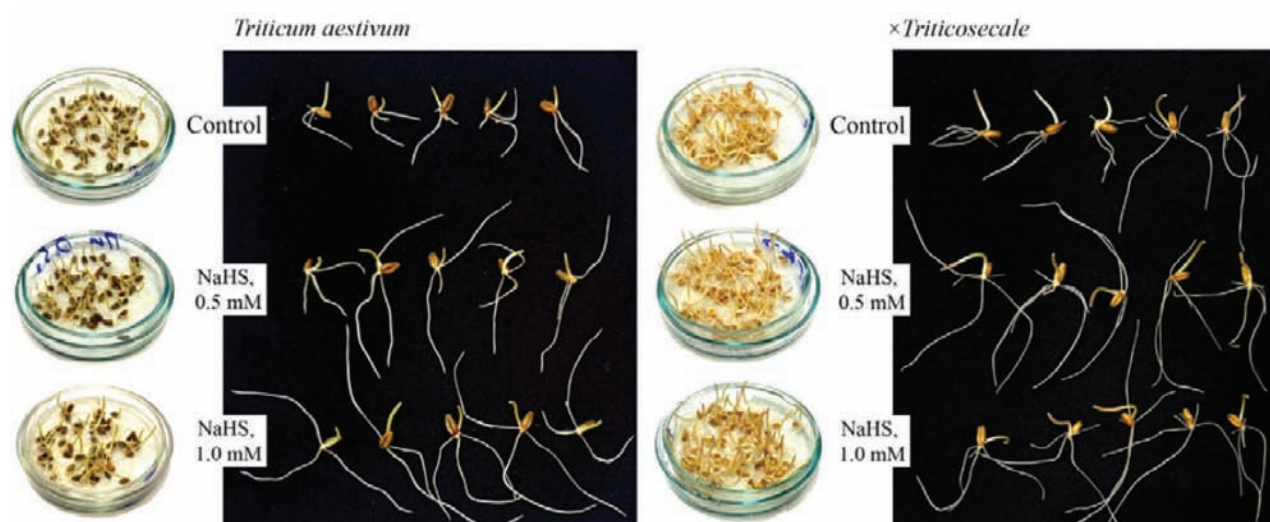 Triticum aestivum
×Triticosecale
Control
Control
NaHS,
0.5 mM
NaHS,
0.5 mM
NaHS,
1.0 mM
NaHS,
1.0 mM